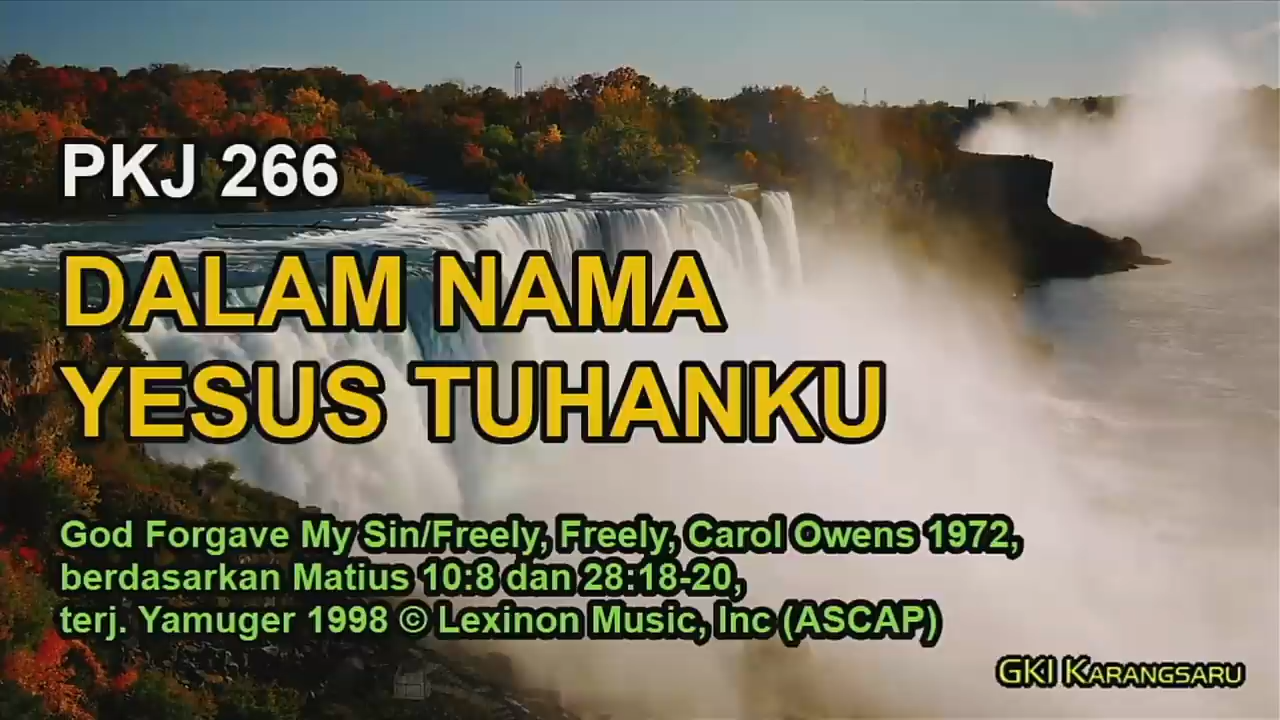 PKJ 266
DALAM NAMA
YESUS TUHANKU
God Forgave My Sin/Freely, Freely, Carol Owens 1972,
berdasarkan Matius 10:8 dan 28:18-20,
terj. Yamuger 1998 © Lexinon Music, Inc (ASCAP)
GKI KARANGSARU